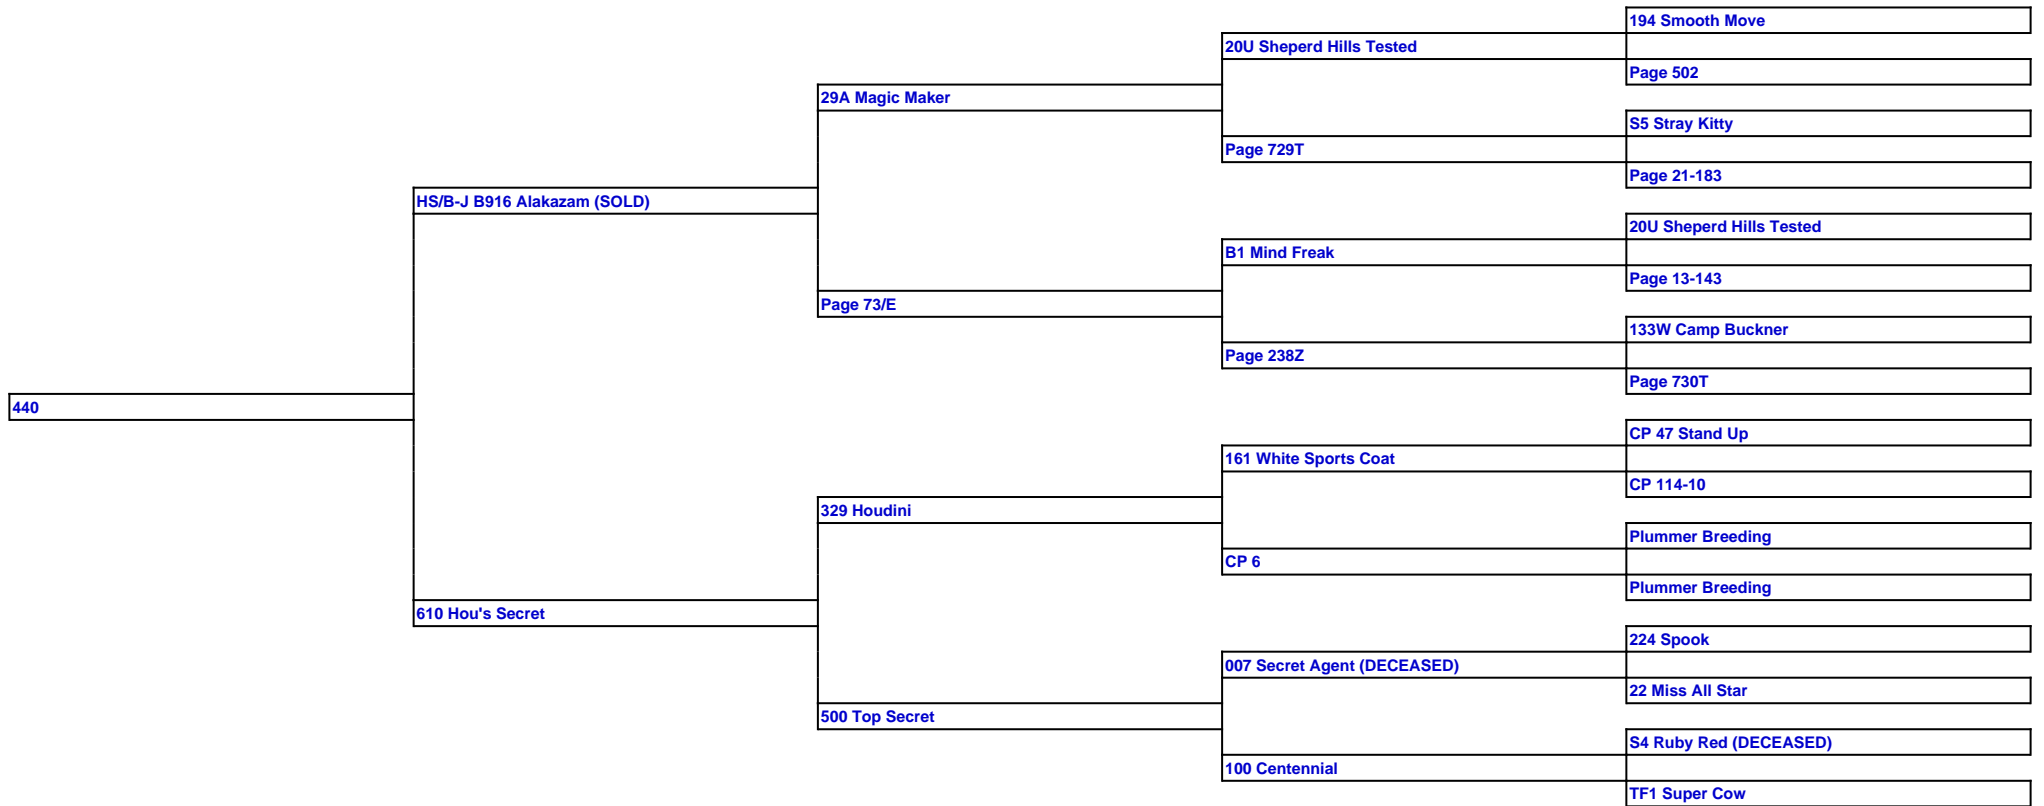 194 Smooth Move
20U Sheperd Hills Tested
Page 502
29A Magic Maker
S5 Stray Kitty
Page 729T
Page 21-183
HS/B-J B916 Alakazam (SOLD)
20U Sheperd Hills Tested
B1 Mind Freak
Page 13-143
Page 73/E
133W Camp Buckner
Page 238Z
Page 730T
440
CP 47 Stand Up
161 White Sports Coat
CP 114-10
329 Houdini
Plummer Breeding
CP 6
Plummer Breeding
610 Hou's Secret
224 Spook
007 Secret Agent (DECEASED)
22 Miss All Star
500 Top Secret
S4 Ruby Red (DECEASED)
100 Centennial
TF1 Super Cow